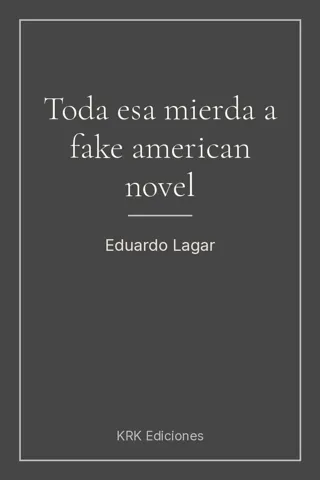 Toda esa mierda a
fake american
novel
Eduardo Lagar
KRK Ediciones